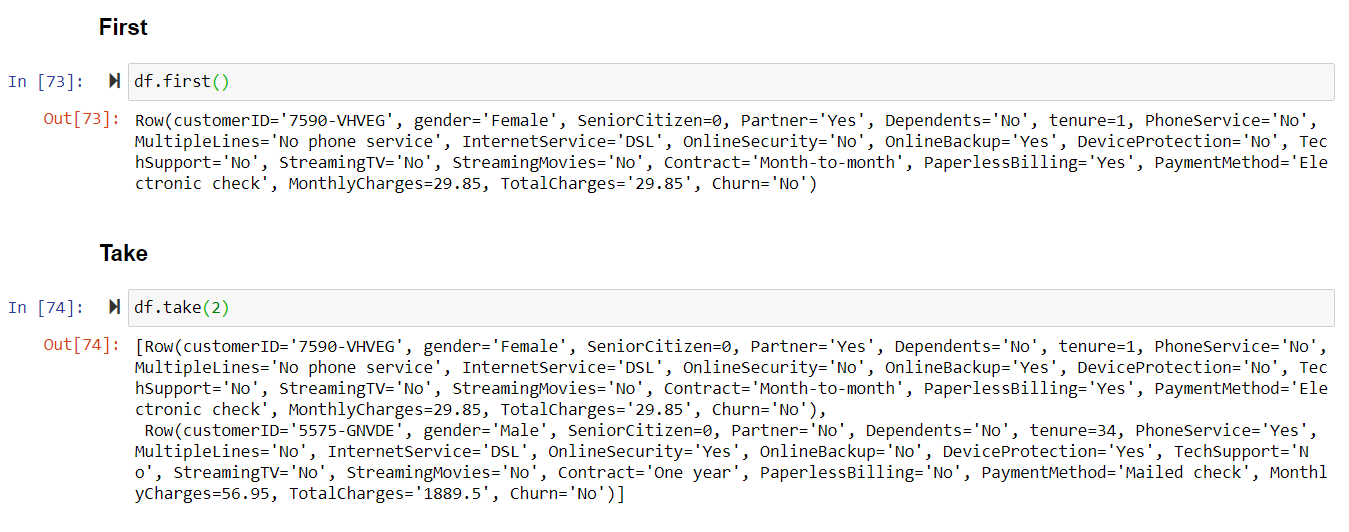 First
In [73]: df.first()
Out[73]: Row(customerID='7590-VHVEG', gender='Female', SeniorCitizen=0, Partner='Yes', Dependents='No', tenure=1, PhoneService='No',
MultipleLines='No phone service', InternetService='DSL', OnlineSecurity='No', OnlineBackup='Yes', DeviceProtection='No', Tec
hSupport='No', StreamingTV='No', StreamingMovies='No', Contract='Month-to-month', PaperlessBilling='Yes', PaymentMethod='Ele
ctronic check', MonthlyCharges=29.85, TotalCharges='29.85', Churn='No')
Take
In [74]: df.take(2)
Out[74]: [Row(customerID='7590-VHVEG', gender='Female', SeniorCitizen=0, Partner='Yes', Dependents='No', tenure=1, PhoneService='No',
MultipleLines='No phone service', InternetService='DSL', OnlineSecurity='No', OnlineBackup='Yes', DeviceProtection='No', Tec
hSupport='No', StreamingTV='No', StreamingMovies='No', Contract='Month-to-month', PaperlessBilling='Yes', PaymentMethod='Ele
ctronic check', MonthlyCharges=29.85, TotalCharges='29.85', Churn='No'),
Row(customerID='5575-GNVDE', gender='Male', SeniorCitizen=0, Partner='No', Dependents='No', tenure=34, PhoneService='Yes',
MultipleLines='No', InternetService='DSL', OnlineSecurity='Yes', OnlineBackup='No', DeviceProtection='Yes', TechSupport='N
o', StreamingTV='No', StreamingMovies='No', Contract='One year', PaperlessBilling='No', PaymentMethod='Mailed check', Monthl
yCharges=56.95, TotalCharges='1889.5', Churn='No')]